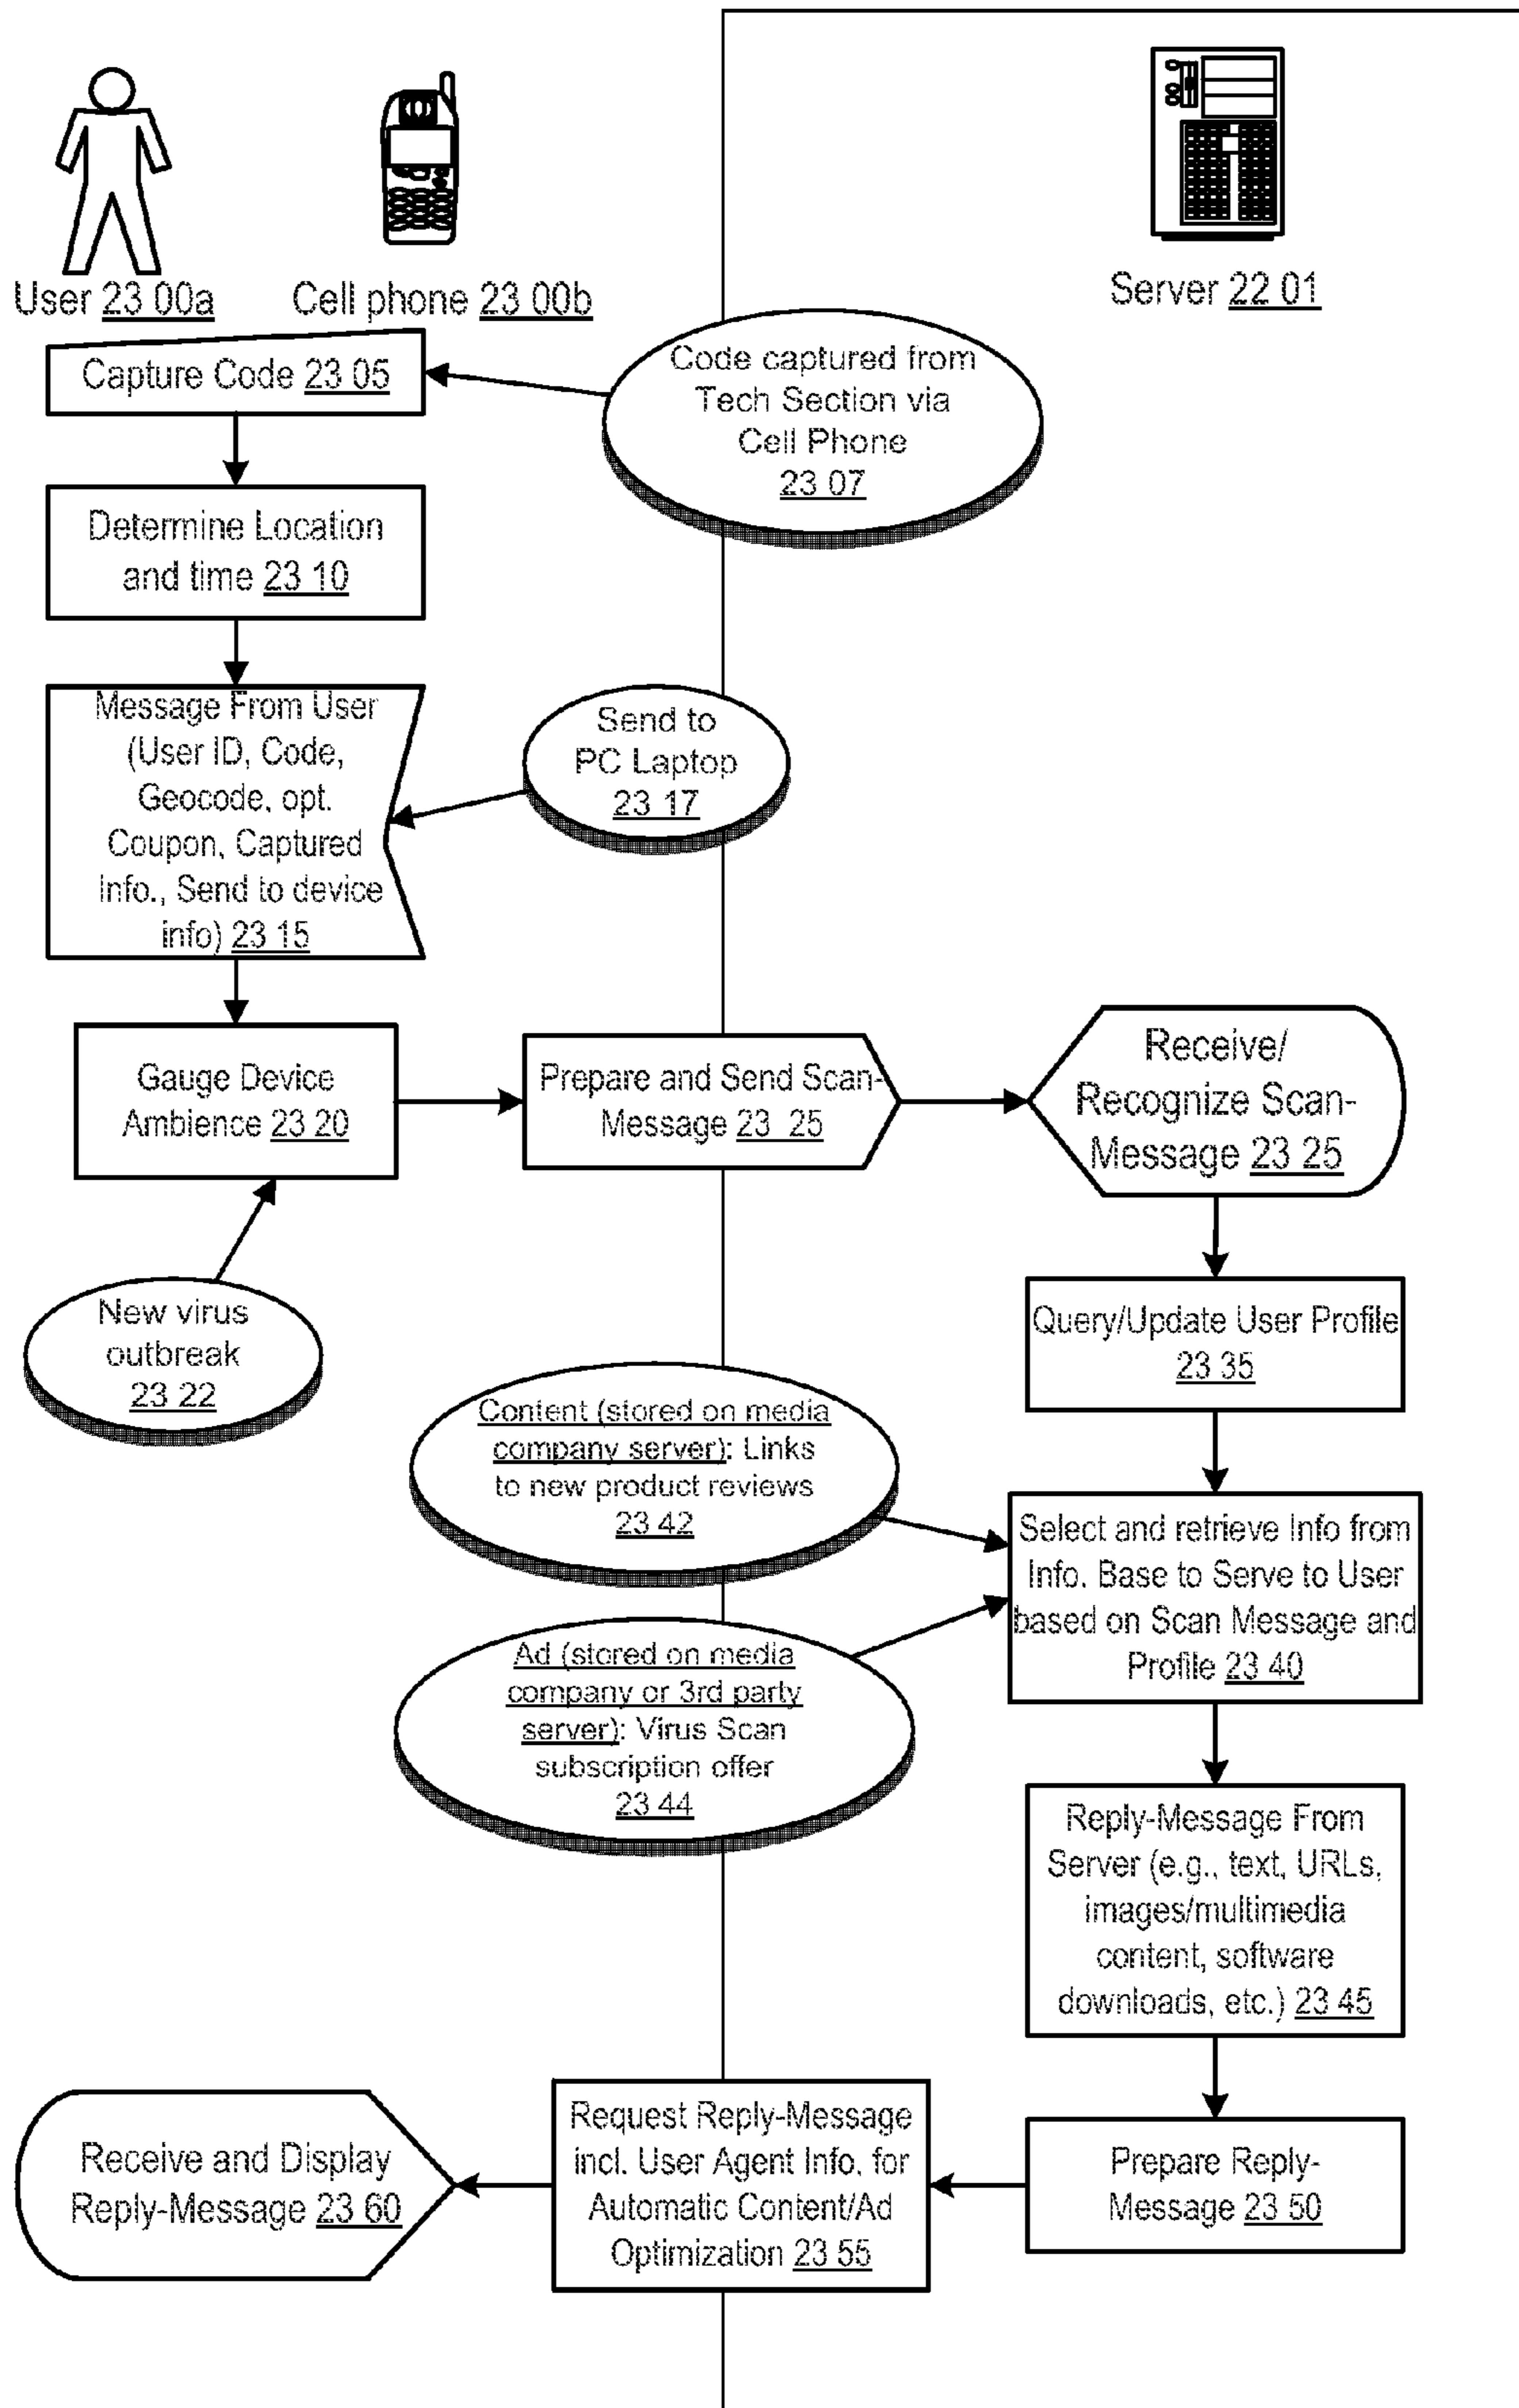 User 23 00a
Cell phone 23 00b
Server 22 01
Capture Code 23 05
Code captured from
Tech Section via
Cell Phone
23 07
Determine Location
and time 23 10
Message From User
(User ID, Code,
Geocode, opt.
Coupon, Captured
Info., Send to device
info) 23 15
Send to
PC Laptop
23 17
Gauge Device
Ambience 23 20
Prepare and Send Scan-
Message 23 25
Receive/
Recognize Scan-
Message 23 25
New virus
outbreak
23 22
Query/Update User Profile
23 35
Content (stored on media
company server): Links
to new product reviews
23 42
Select and retrieve Info from
Info. Base to Serve to User
based on Scan Message and
Profile 23 40
Ad (stored on media
company or 3rd party
server): Virus Scan
subscription offer
23 44
Reply-Message From
Server (e.g., text, URLs,
images/multimedia
content, software
downloads, etc.) 23 45
Prepare Reply-
Message 23 50
Request Reply-Message
incl. User Agent Info. for
Automatic Content/Ad
Optimization 23 55
Receive and Display
Reply-Message 23 60